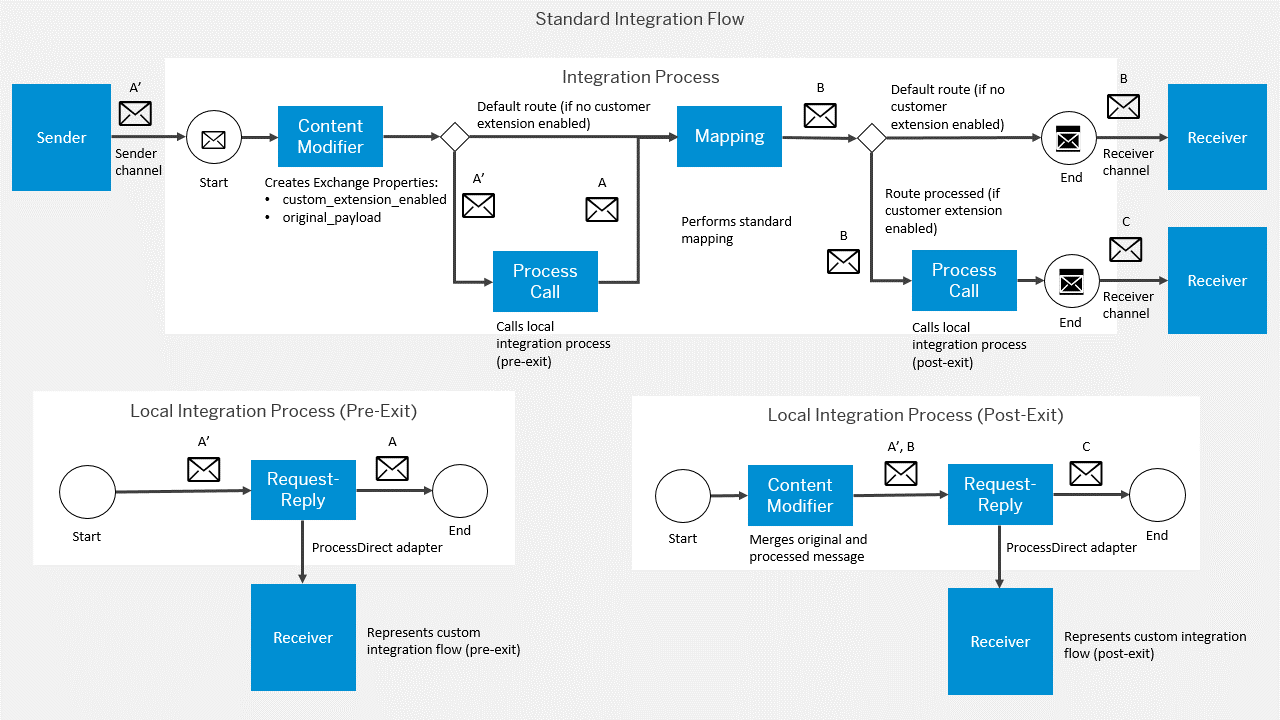 Standard Integration Flow
Integration Process
A’
Sender
Sender
channel
Start
Content
Modifier
Creates Exchange Properties:
• custom_extension_enabled
• original_payload
Default route (if no customer
extension enabled)
A’
A
Process
Call
Calls local
integration process
(pre-exit)
Mapping
Performs standard
mapping
B
Default route (if no
customer
extension enabled)
Route processed (if
customer extension
enabled)
B
Process
Call
Calls local
integration process
(post-exit)
End
B
Receiver
channel
Receiver
End
C
Receiver
channel
Receiver
Local Integration Process (Pre-Exit)
Start
A’
Request-
Reply
A
End
ProcessDirect adapter
Receiver
Represents custom
integration flow (pre-exit)
Local Integration Process (Post-Exit)
Start
Content
Modifier
Merges original and
processed message
A’, B
Request-
Reply
C
End
ProcessDirect adapter
Receiver
Represents custom integration
flow (post-exit)